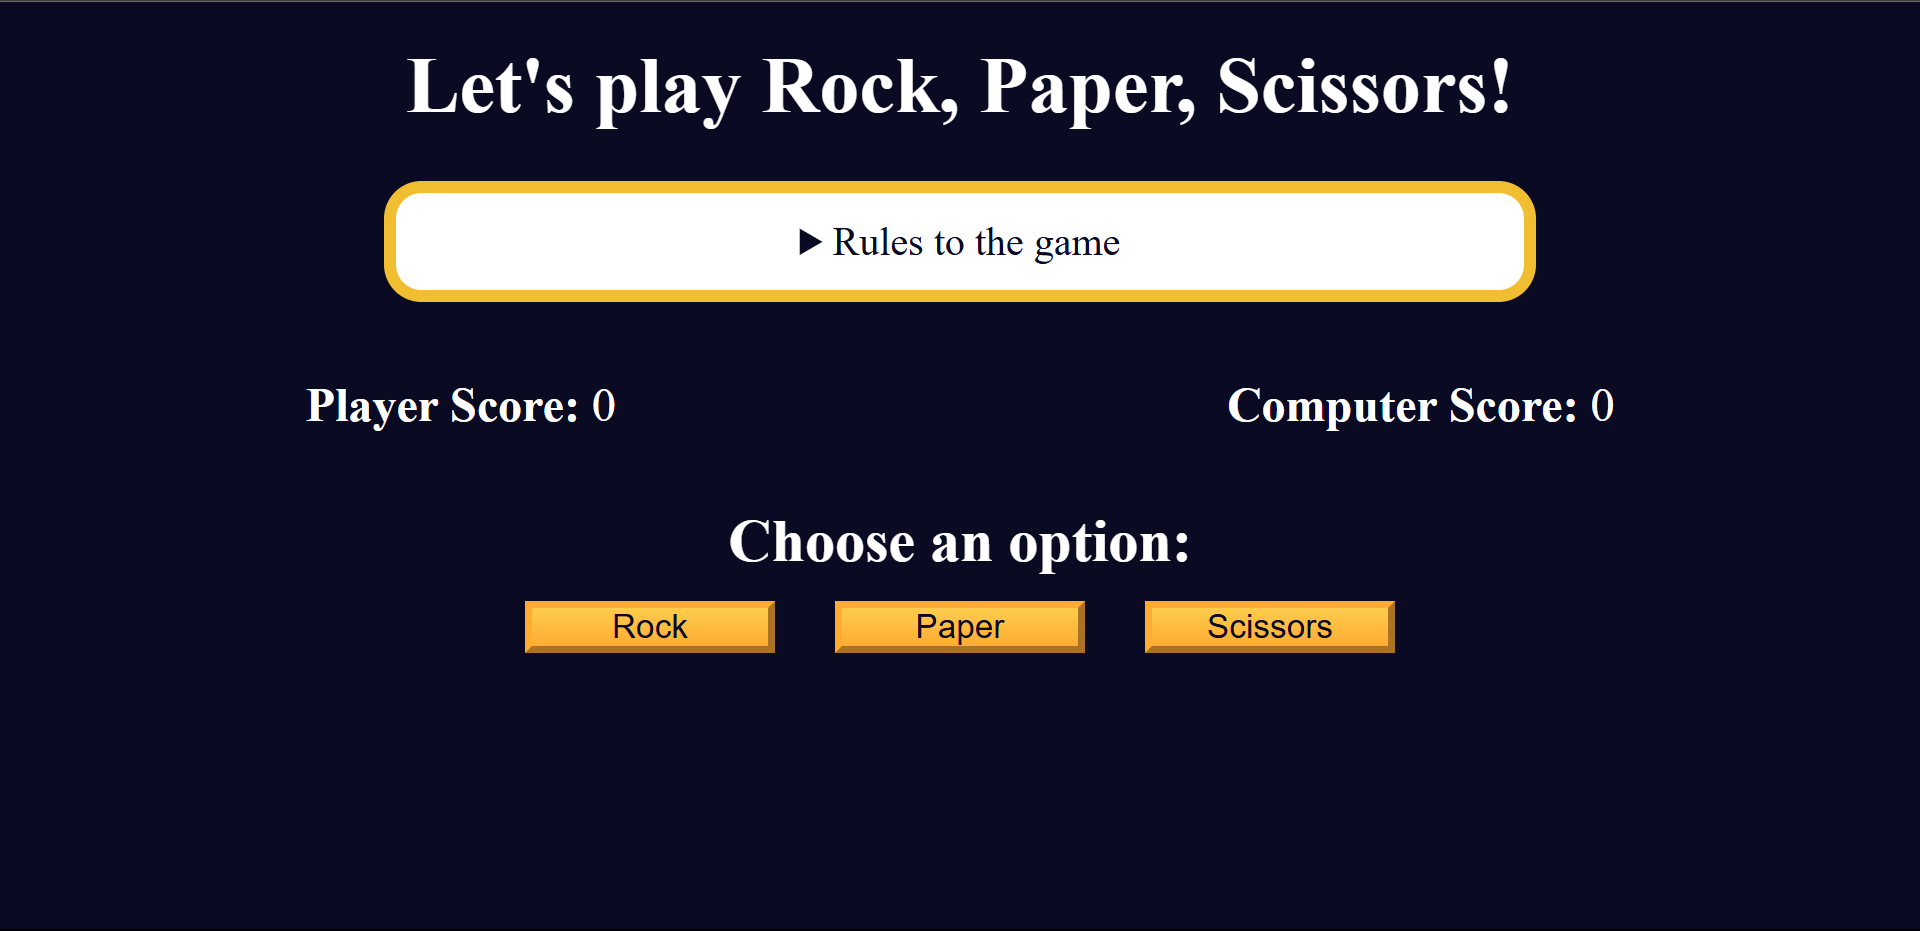 Let's play Rock, Paper, Scissors!
▶ Rules to the game
Player Score: 0 Computer Score: 0
Choose an option:
Rock Paper Scissors